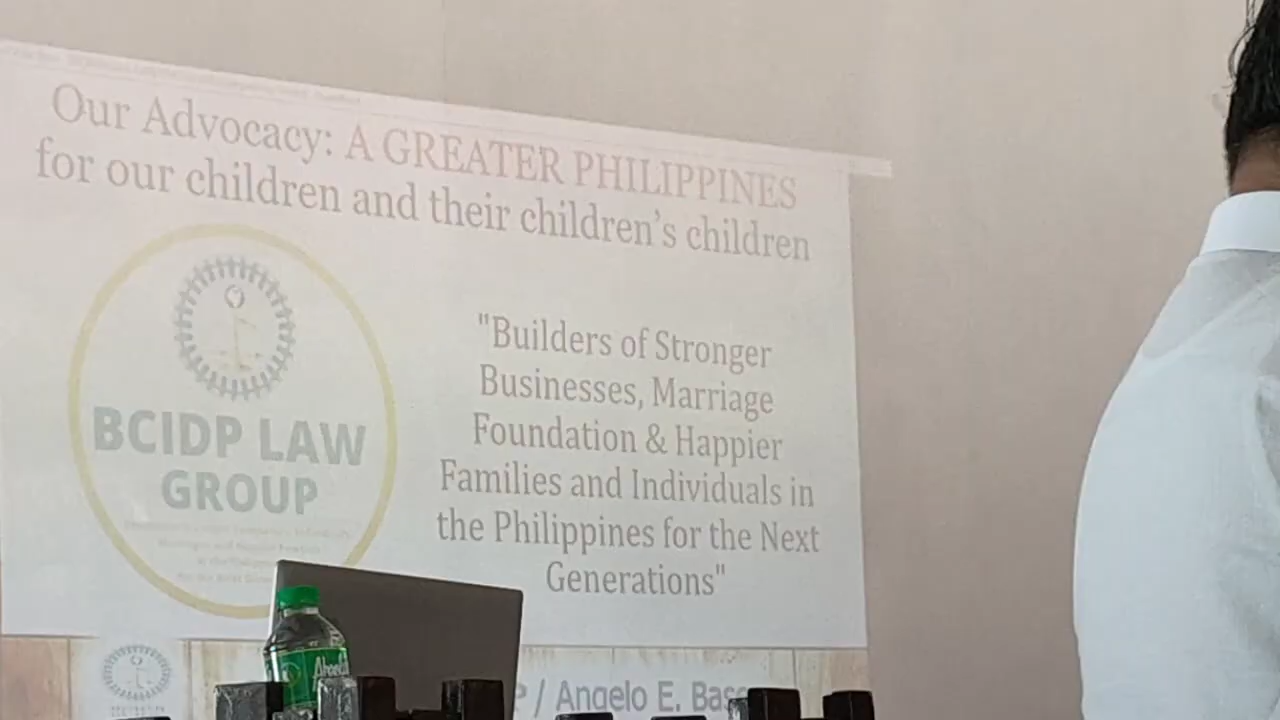 Our Advocacy: A GREATER PHILIPPINES
for our children and their children's children
"Builders of Stronger
Businesses, Marriage
Foundation & Happier
Families and Individuals in
the Philippines for the Next
Generations"
BCIDP LAW
GROUP
/ Angelo E.